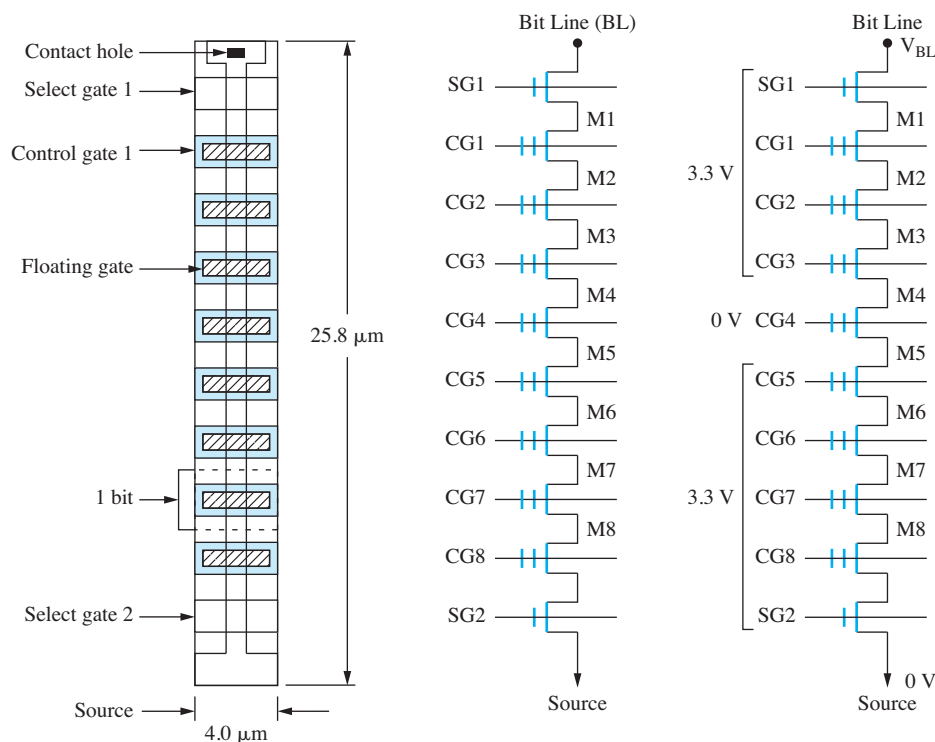 Contact hole
Select gate 1
Control gate 1
Floating gate
1 bit
Select gate 2
Source
25.8 μm
4.0 μm
Bit Line (BL)
SG1
M1
CG1
M2
CG2
M3
CG3
M4
CG4
M5
CG5
M6
CG6
M7
CG7
M8
CG8
SG2
Source
Bit Line
V_BL
SG1
M1
CG1
3.3 V
M2
CG2
M3
CG3
M4
0 V CG4
M5
CG5
M6
CG6
M7
3.3 V CG7
M8
CG8
SG2
0 V
Source